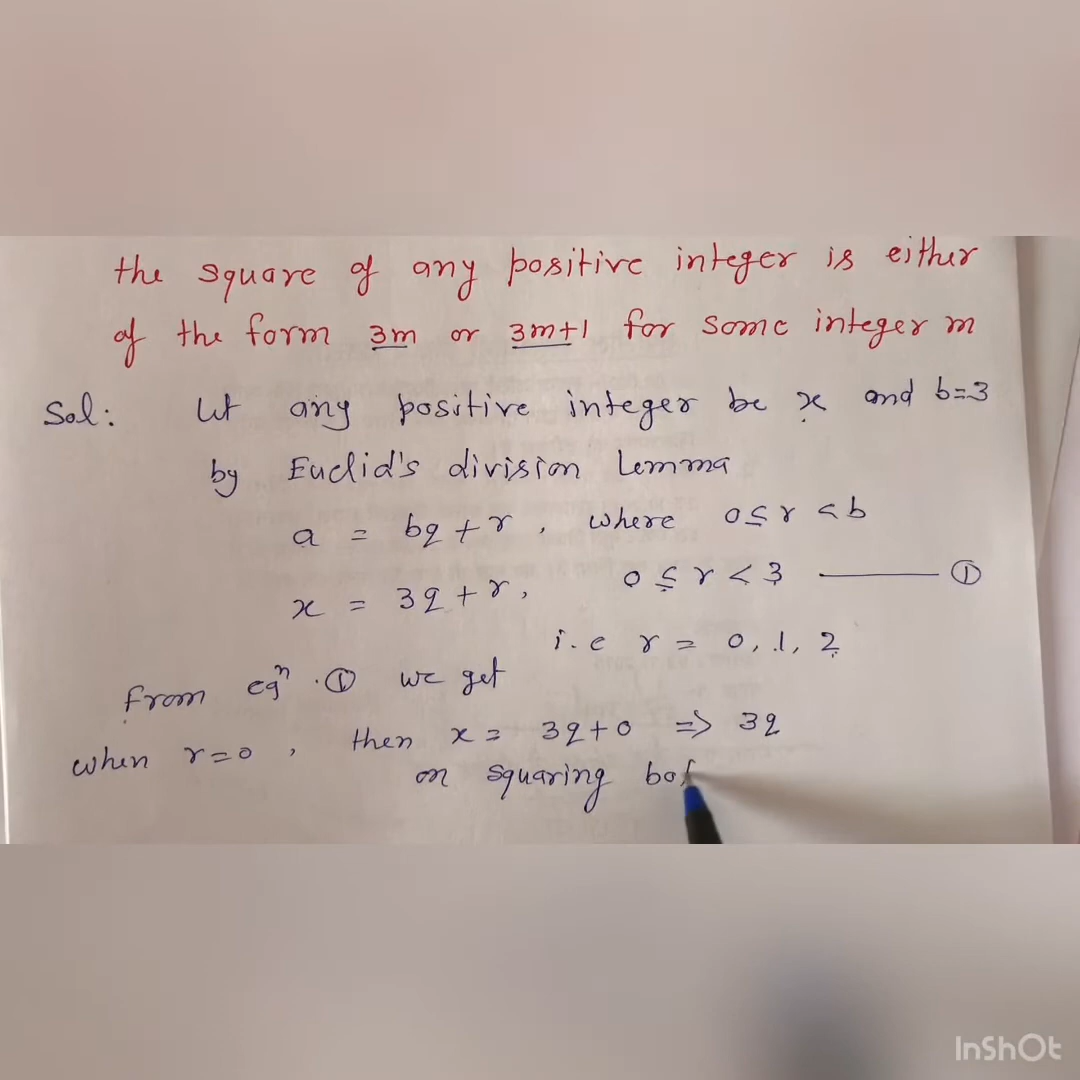 the square of any positive integer is either
of the form 3m or 3m+1 for some integer m
Sol: Let any positive integer be x and b=3
by Euclid's division Lemma
a = bq + r, where 0 ≤ r < b
x = 3q + r, 0 ≤ r < 3 ——— ①
i.e r = 0, 1, 2
from eqⁿ ① we get
when r=0, then x = 3q+0 => 3q
on squaring bot
InShOt